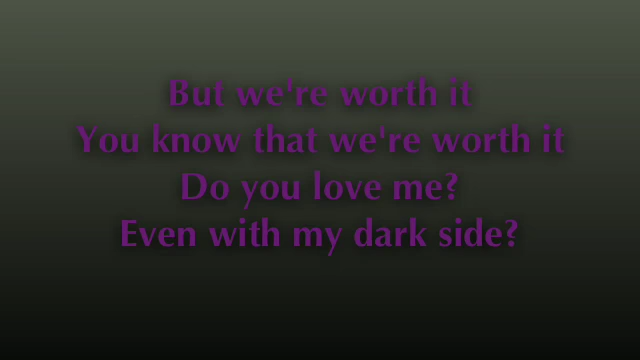 But we're worth it
You know that we're worth it
Do you love me?
Even with my dark side?